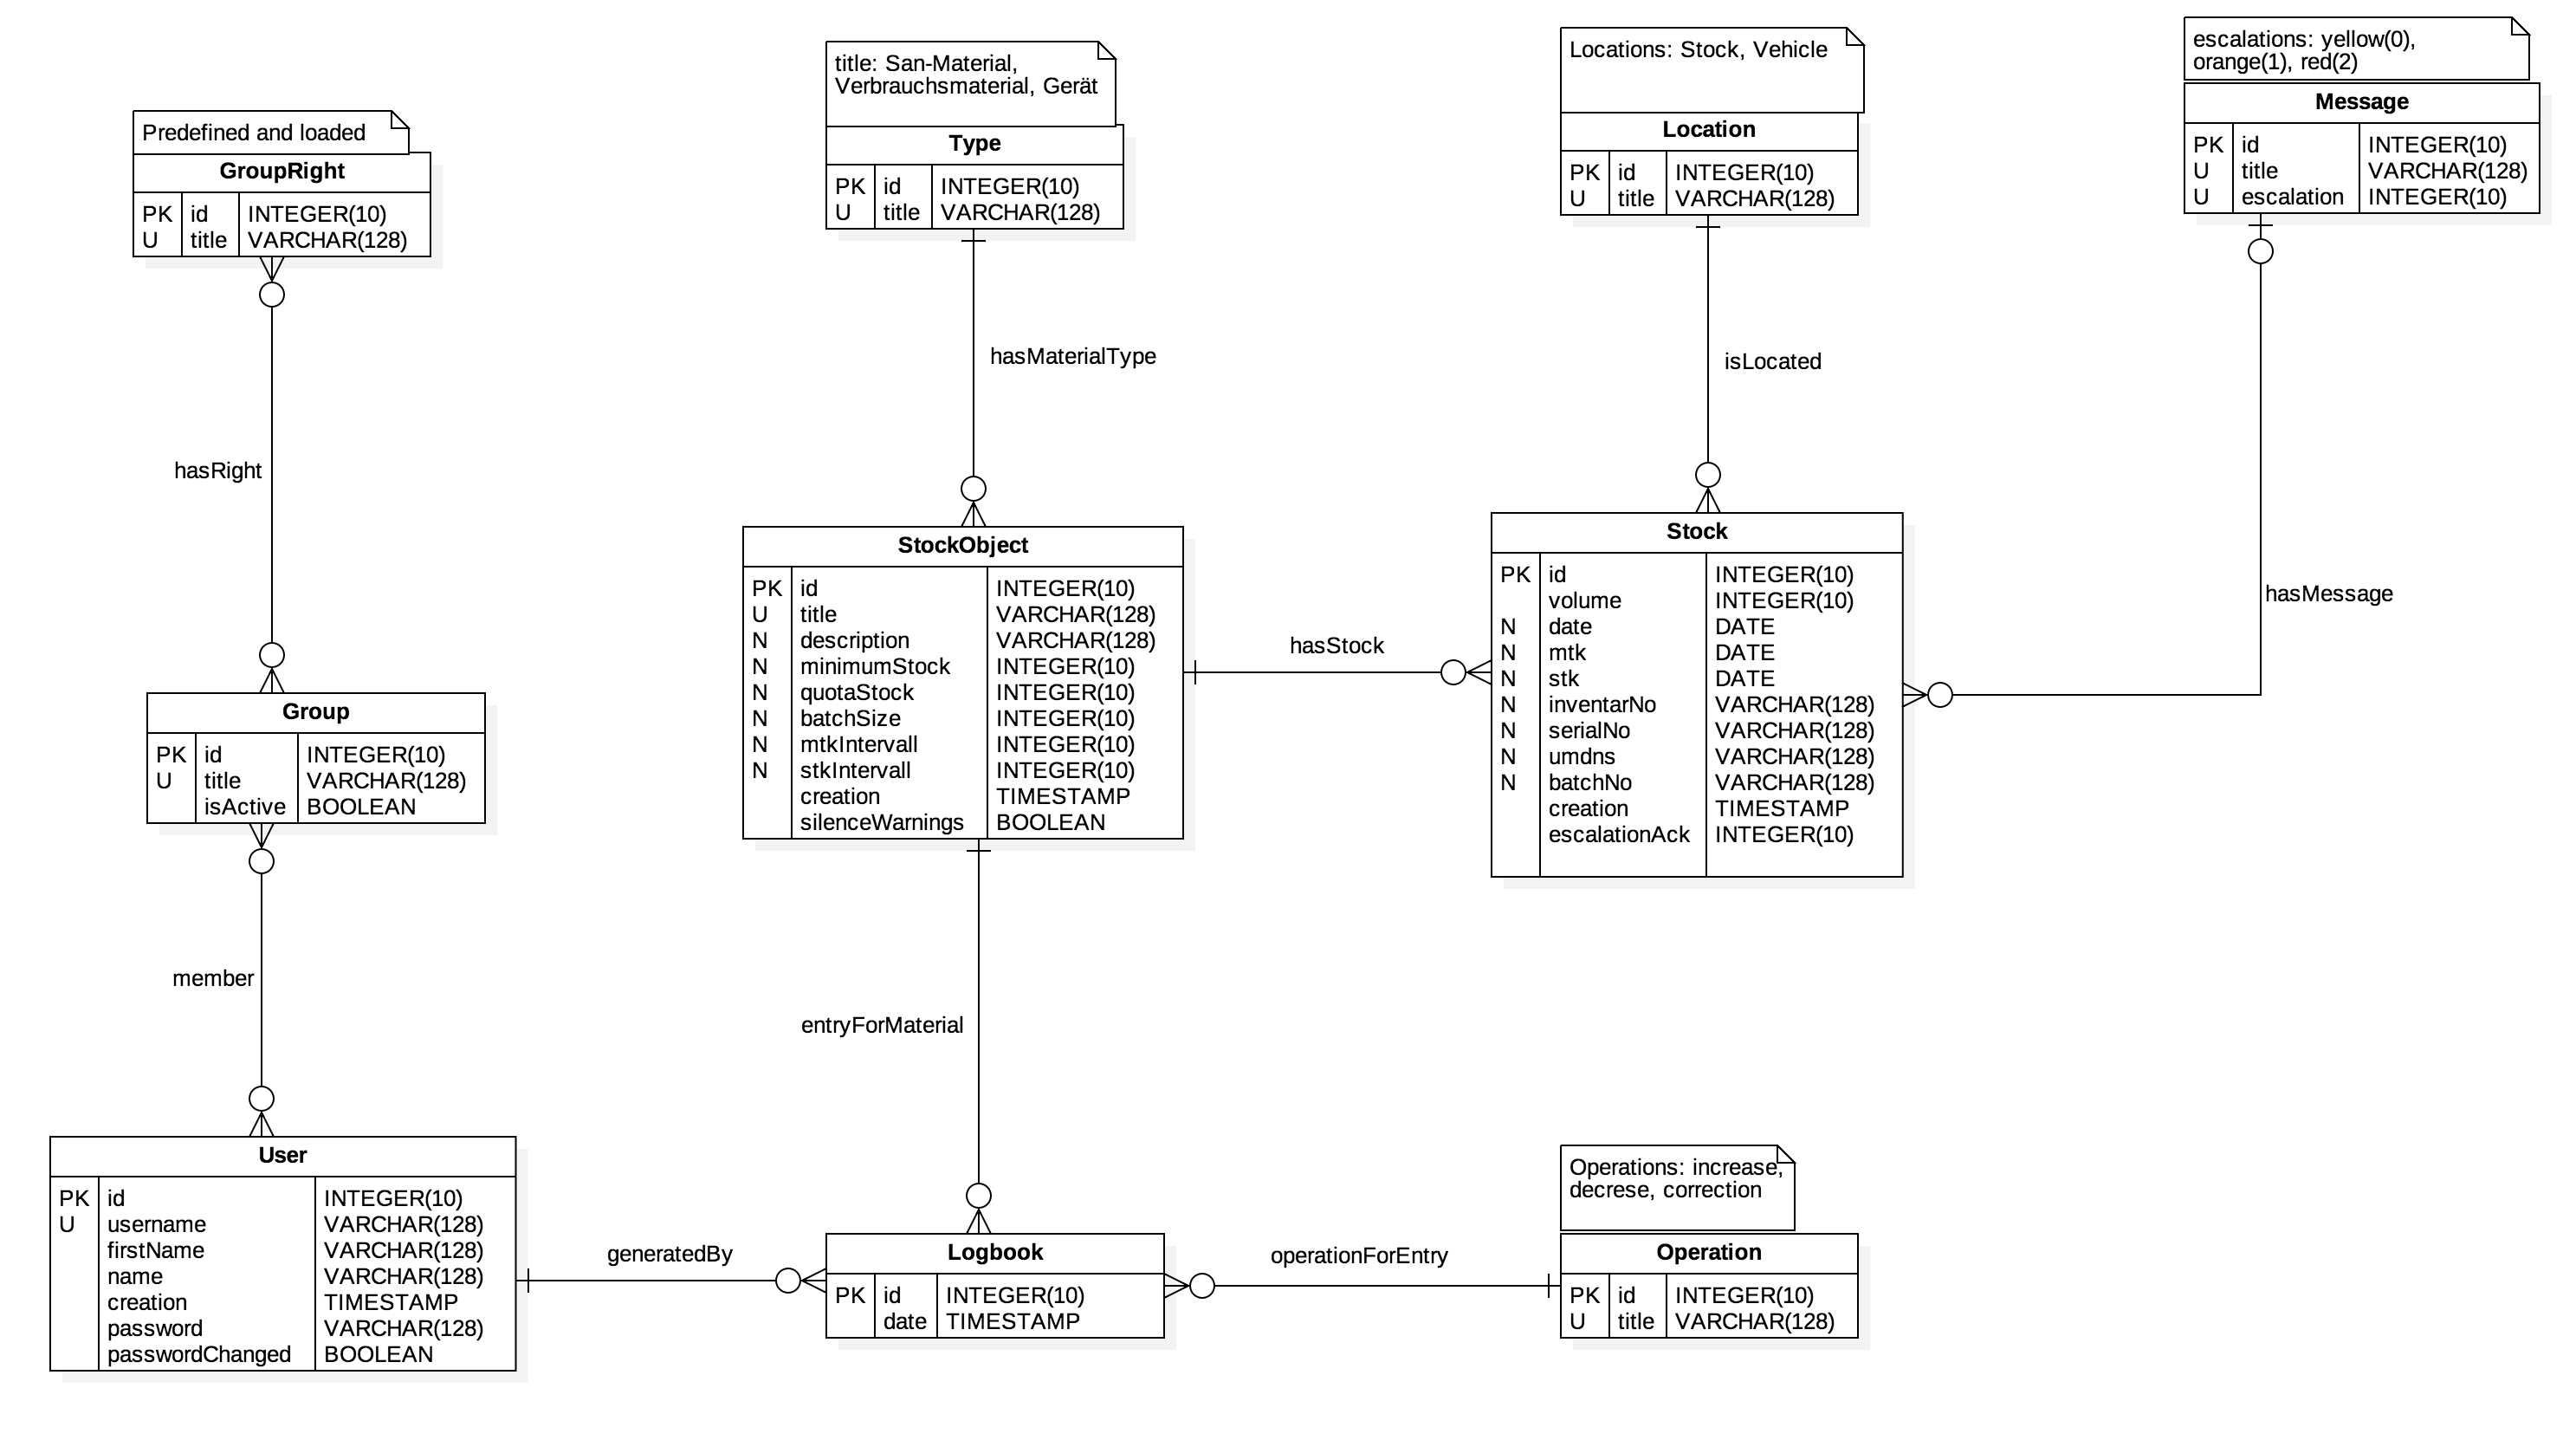 Predefined and loaded
GroupRight
PK id INTEGER(10)
U title VARCHAR(128)
title: San-Material,
Verbrauchsmaterial, Gerät
Type
PK id INTEGER(10)
U title VARCHAR(128)
Locations: Stock, Vehicle
Location
PK id INTEGER(10)
U title VARCHAR(128)
escalations: yellow(0),
orange(1), red(2)
Message
PK id INTEGER(10)
U title VARCHAR(128)
U escalation INTEGER(10)
hasRight
hasMaterialType
isLocated
hasMessage
Group
PK id INTEGER(10)
U title VARCHAR(128)
isActive BOOLEAN
StockObject
PK id INTEGER(10)
U title VARCHAR(128)
N description VARCHAR(128)
N minimumStock INTEGER(10)
N quotaStock INTEGER(10)
N batchSize INTEGER(10)
N mtkIntervall INTEGER(10)
N stkIntervall INTEGER(10)
creation TIMESTAMP
silenceWarnings BOOLEAN
hasStock
Stock
PK id INTEGER(10)
volume INTEGER(10)
N date DATE
N mtk DATE
N stk DATE
N inventarNo VARCHAR(128)
N serialNo VARCHAR(128)
N umdns VARCHAR(128)
N batchNo VARCHAR(128)
creation TIMESTAMP
escalationAck INTEGER(10)
member
entryForMaterial
User
PK id INTEGER(10)
U username VARCHAR(128)
firstName VARCHAR(128)
name VARCHAR(128)
creation TIMESTAMP
password VARCHAR(128)
passwordChanged BOOLEAN
generatedBy
Logbook
PK id INTEGER(10)
date TIMESTAMP
operationForEntry
Operations: increase,
decrese, correction
Operation
PK id INTEGER(10)
U title VARCHAR(128)